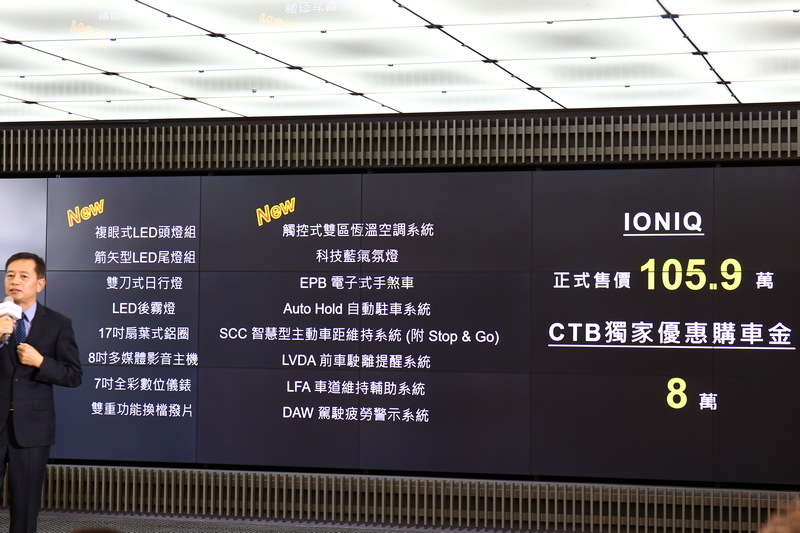 New
複眼式LED頭燈組
箭矢型LED尾燈組
雙刀式日行燈
LED後霧燈
17吋扇葉式鋁圈
8吋多媒體影音主機
7吋全彩數位儀錶
雙重功能換檔撥片
New
觸控式雙區恆溫空調系統
科技藍氣氛燈
EPB 電子式手煞車
Auto Hold 自動駐車系統
SCC 智慧型主動車距維持系統 (附 Stop & Go)
LVDA 前車駛離提醒系統
LFA 車道維持輔助系統
DAW 駕駛疲勞警示系統
IONIQ
正式售價 105.9 萬
CTB獨家優惠購車金
8 萬